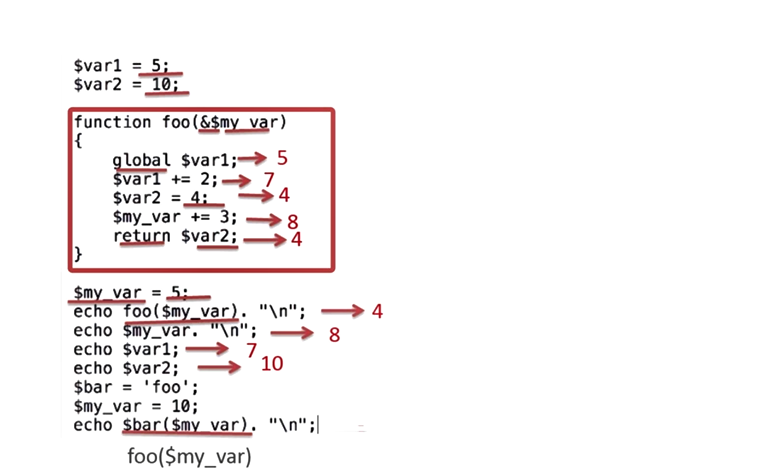 $var1 = 5;
$var2 = 10;
function foo(&$my_var)
{
global $var1; 5
$var1 += 2; 7
$var2 = 4; 4
$my_var += 3; 8
return $var2; 4
}
$my_var = 5;
echo foo($my_var). "\n"; 4
echo $my_var. "\n"; 8
echo $var1; 7
echo $var2; 10
$bar = 'foo';
$my_var = 10;
echo $bar($my_var). "\n";
foo($my_var)